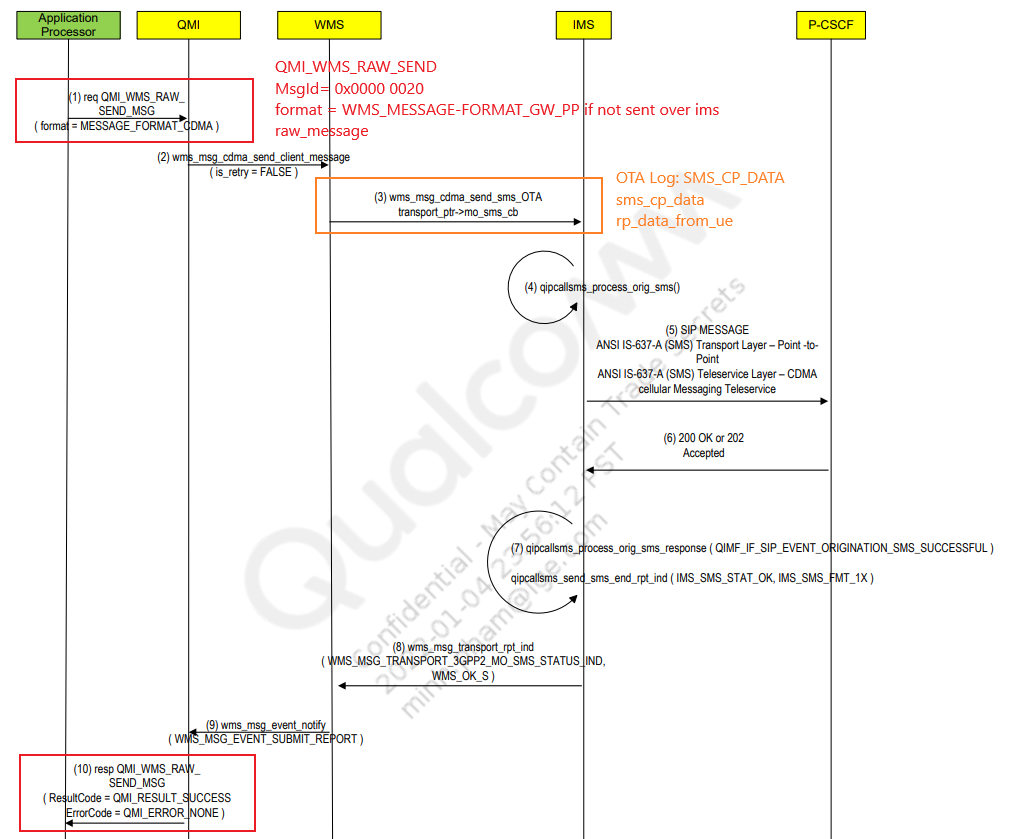 Application
Processor
QMI
WMS
IMS
P-CSCF
QMI_WMS_RAW_SEND
MsgId= 0x0000 0020
format = WMS_MESSAGE-FORMAT_GW_PP if not sent over ims
raw_message
(1) req QMI_WMS_RAW_
SEND_MSG
( format = MESSAGE_FORMAT_CDMA )
(2) wms_msg_cdma_send_client_message
( is_retry = FALSE )
OTA Log: SMS_CP_DATA
sms_cp_data
rp_data_from_ue
(3) wms_msg_cdma_send_sms_OTA
transport_ptr->mo_sms_cb
(4) qipcallsms_process_orig_sms()
(5) SIP MESSAGE
ANSI IS-637-A (SMS) Transport Layer – Point -to-
Point
ANSI IS-637-A (SMS) Teleservice Layer – CDMA
cellular Messaging Teleservice
(6) 200 OK or 202
Accepted
(7) qipcallsms_process_orig_sms_response ( QIMF_IF_SIP_EVENT_ORIGINATION_SMS_SUCCESSFUL )
qipcallsms_send_sms_end_rpt_ind ( IMS_SMS_STAT_OK, IMS_SMS_FMT_1X )
(8) wms_msg_transport_rpt_ind
( WMS_MSG_TRANSPORT_3GPP2_MO_SMS_STATUS_IND,
WMS_OK_S )
(9) wms_msg_event_notify
( WMS_MSG_EVENT_SUBMIT_REPORT )
(10) resp QMI_WMS_RAW_
SEND_MSG
( ResultCode = QMI_RESULT_SUCCESS
ErrorCode = QMI_ERROR_NONE )
Qualcomm
Confidential - May Contain Trade Secrets
23:56:12 PST